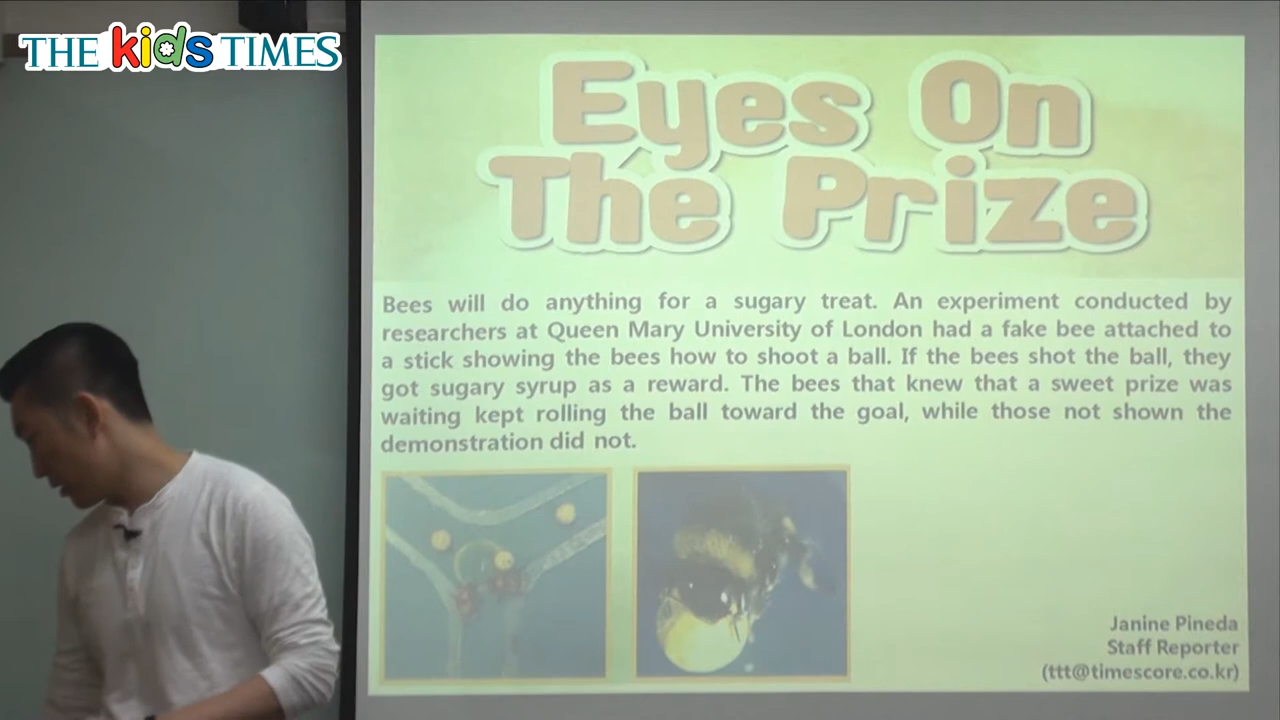 THE kids TIMES
Eyes On
The Prize
Bees will do anything for a sugary treat. An experiment conducted by
researchers at Queen Mary University of London had a fake bee attached to
a stick showing the bees how to shoot a ball. If the bees shot the ball, they
got sugary syrup as a reward. The bees that knew that a sweet prize was
waiting kept rolling the ball toward the goal, while those not shown the
demonstration did not.
Janine Pineda
Staff Reporter
(ttt@timescore.co.kr)